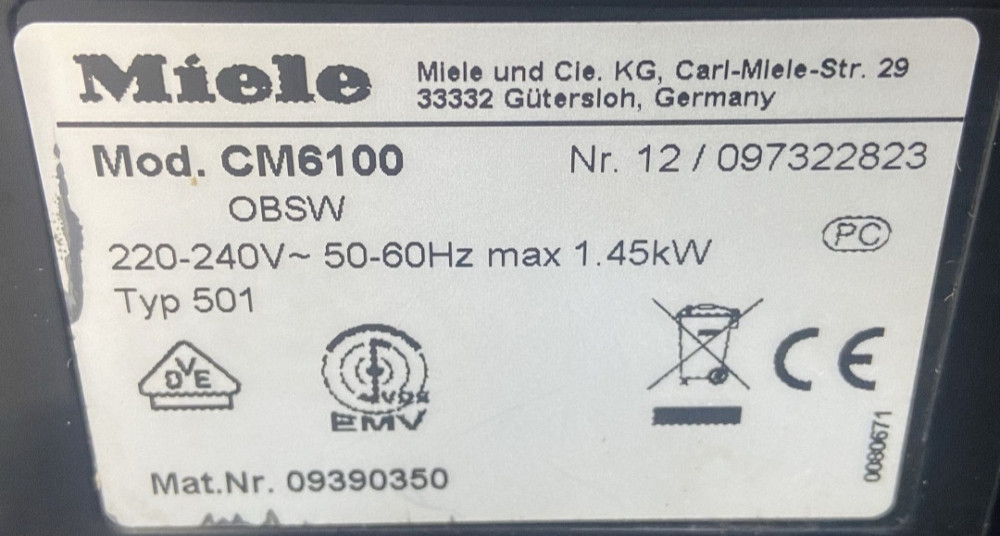 Miele
Miele und Cie. KG, Carl-Miele-Str. 29
33332 Gütersloh, Germany
Mod. CM6100
Nr. 12 / 097322823
OBSW
220-240V~ 50-60Hz max 1.45kW
PC
Typ 501
DVE
VDE
EMV
CE
0080671
Mat.Nr. 09390350